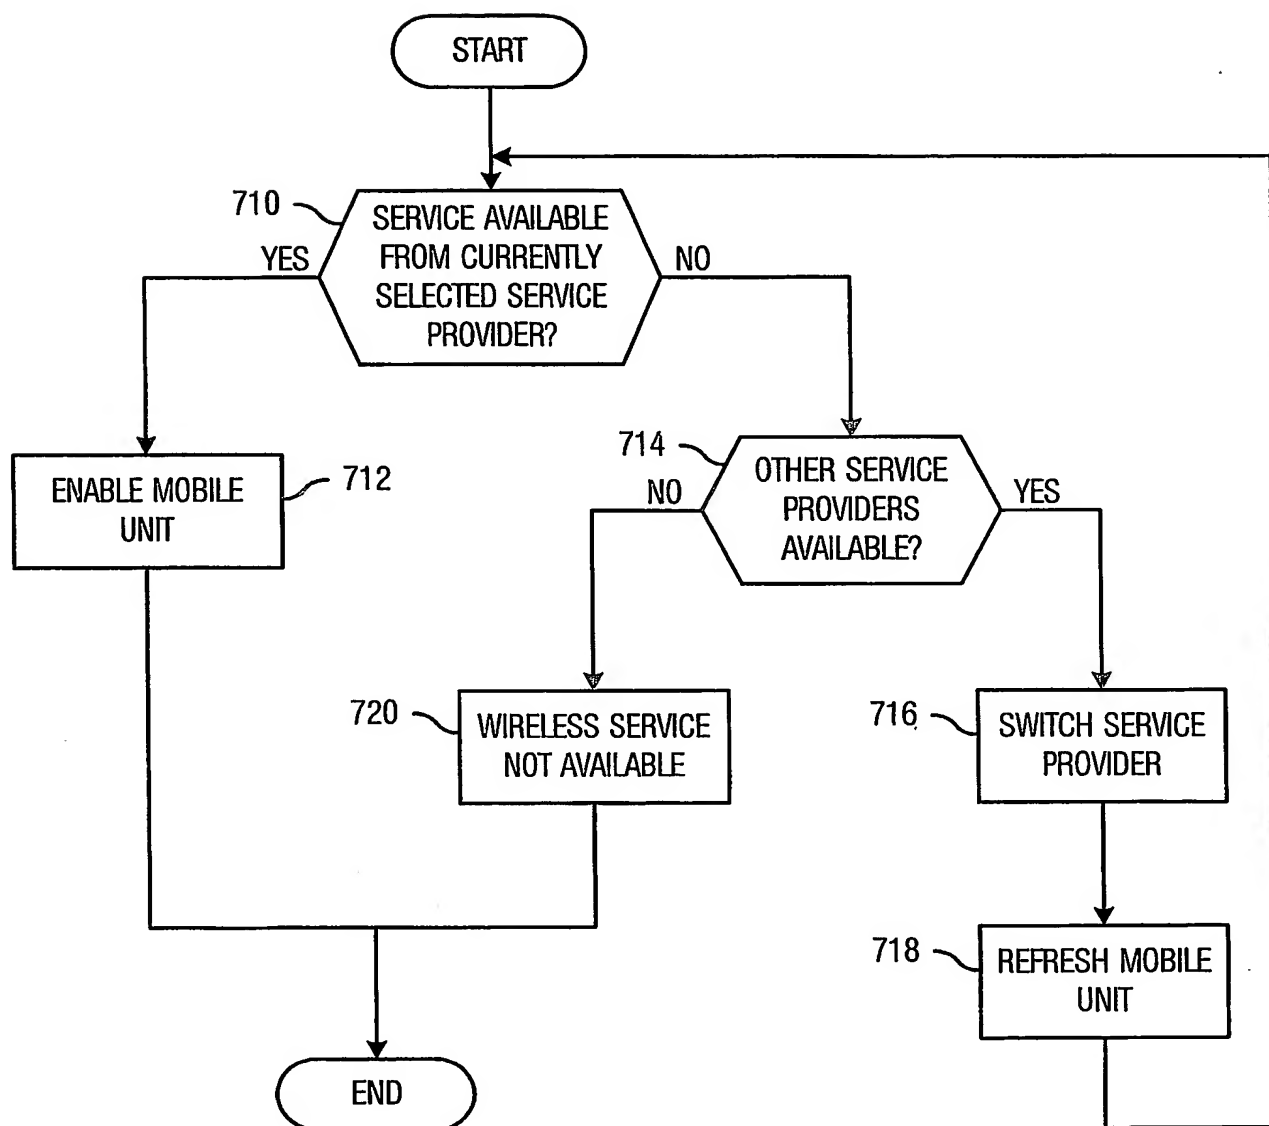 START
710
SERVICE AVAILABLE
FROM CURRENTLY
SELECTED SERVICE
PROVIDER?
YES
NO
714
OTHER SERVICE
PROVIDERS
AVAILABLE?
NO
YES
ENABLE MOBILE
UNIT
712
720
WIRELESS SERVICE
NOT AVAILABLE
716
SWITCH SERVICE
PROVIDER
718
REFRESH MOBILE
UNIT
END